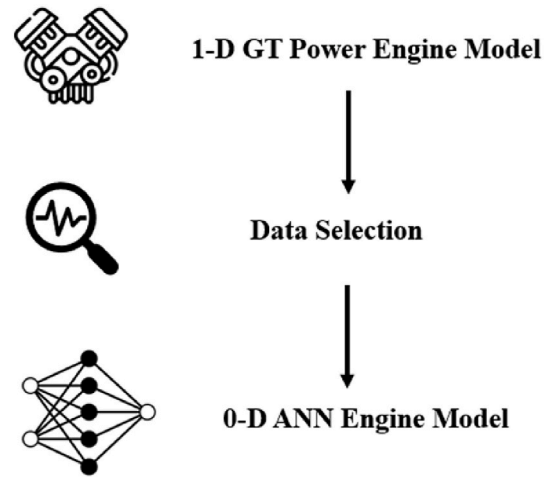 1-D GT Power Engine Model
Data Selection
0-D ANN Engine Model